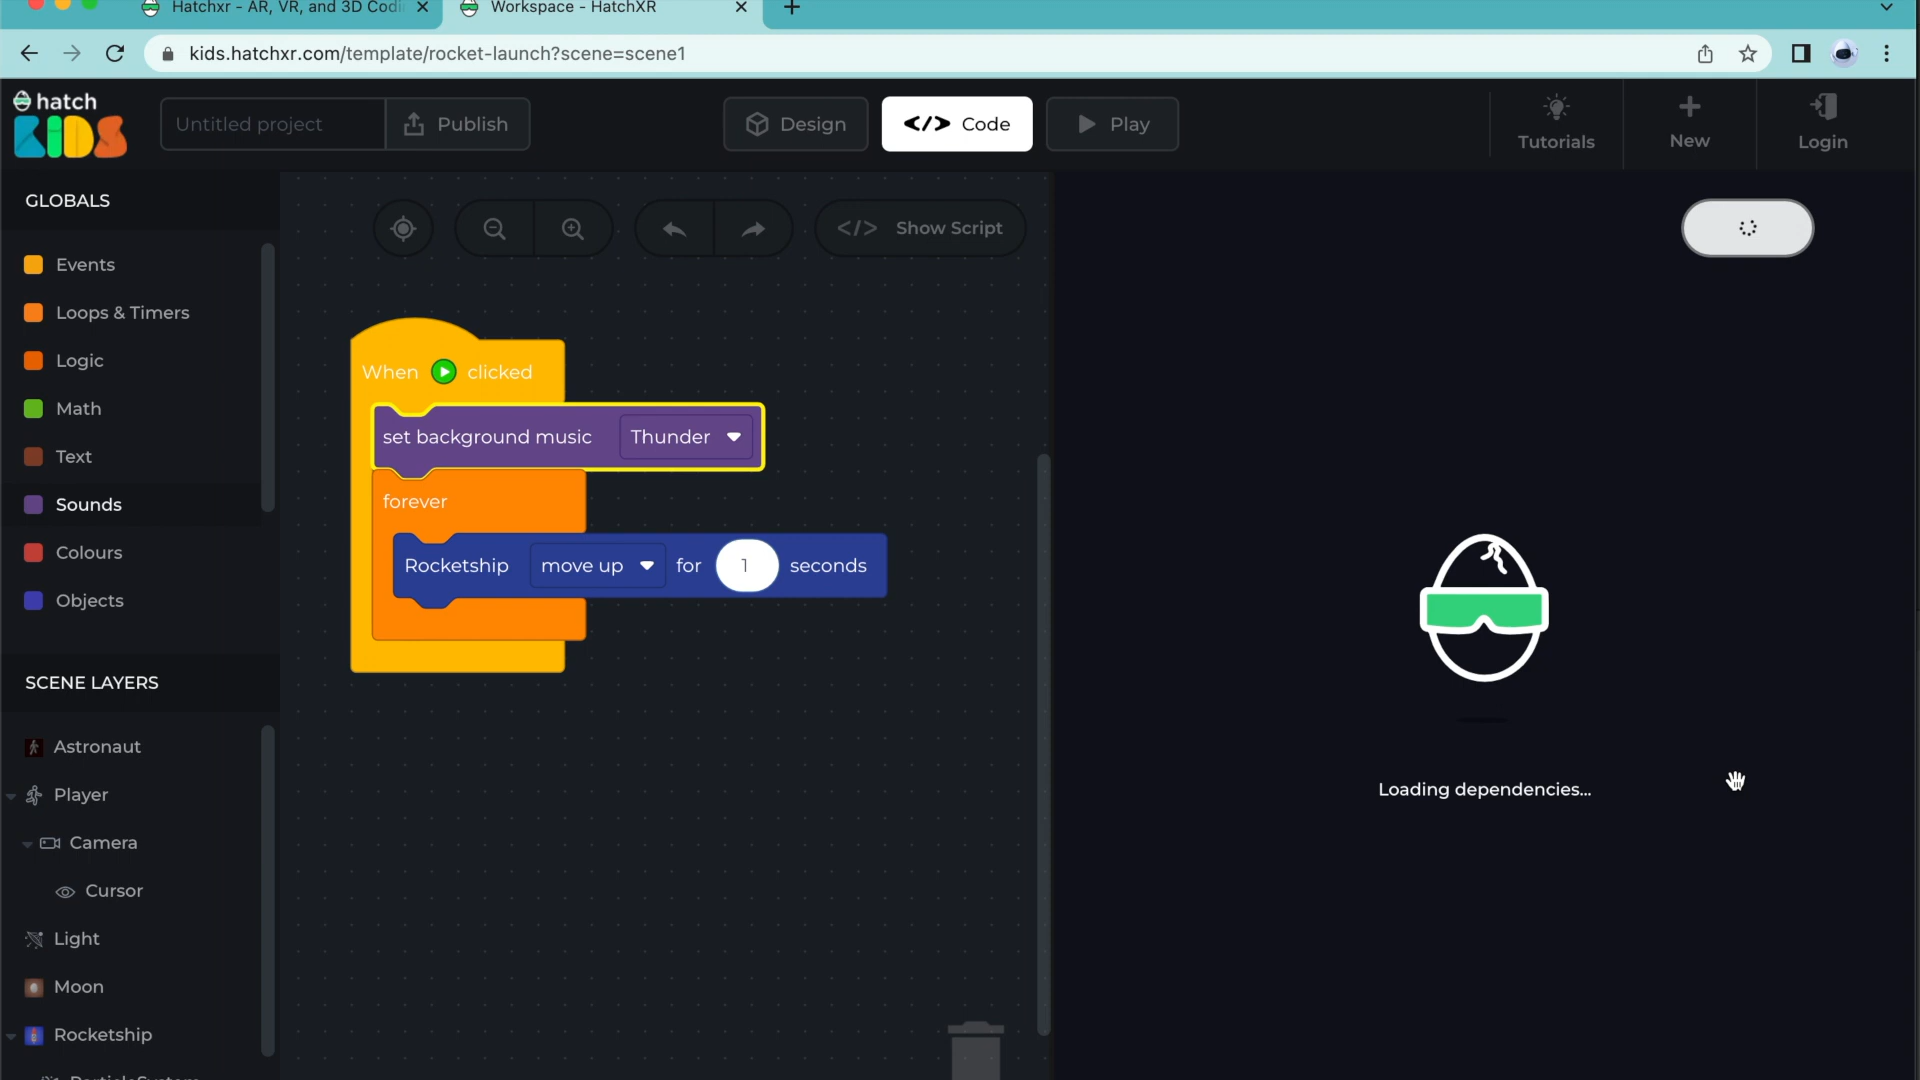 Hatchxr - AR, VR, and 3D Codi
Workspace - HatchXR
kids.hatchxr.com/template/rocket-launch?scene=scene1
hatch
KIDS
Untitled project
Publish
Design
</> Code
Play
Tutorials
New
Login
GLOBALS
Events
Loops & Timers
Logic
Math
Text
Sounds
Colours
Objects
</> Show Script
When clicked
set background music Thunder
forever
Rocketship move up for 1 seconds
Loading dependencies...
SCENE LAYERS
Astronaut
Player
Camera
Cursor
Light
Moon
Rocketship